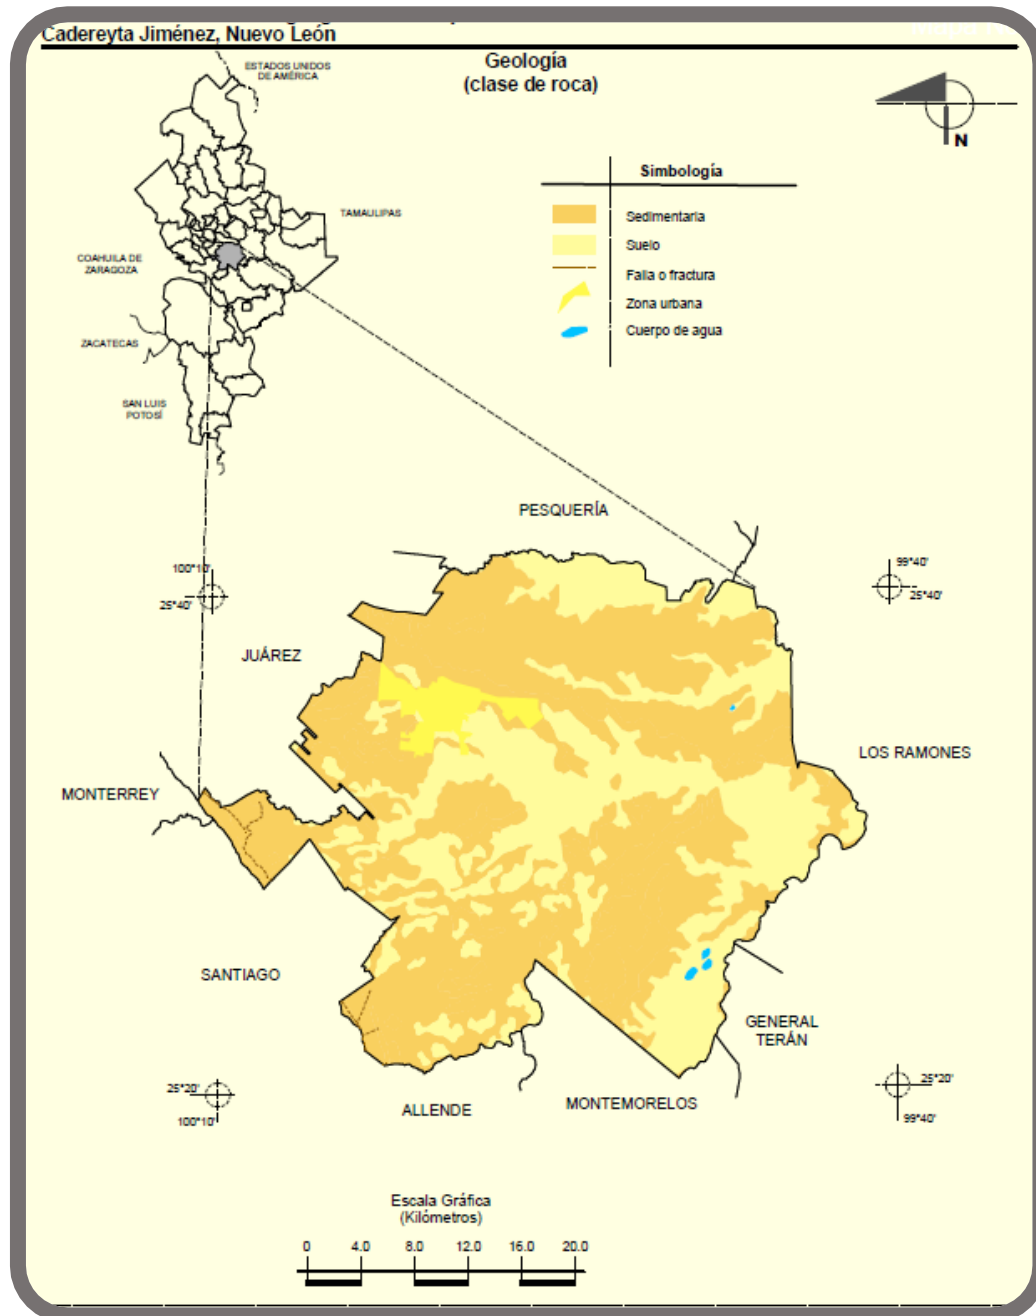 Cadereyta Jiménez, Nuevo León
Geología
(clase de roca)
ESTADOS UNIDOS
DE AMÉRICA
N
Simbología
Sedimentaria
Suelo
Falla o fractura
Zona urbana
Cuerpo de agua
TAMAULIPAS
COAHUILA DE
ZARAGOZA
ZACATECAS
SAN LUIS
POTOSÍ
PESQUERÍA
100°10'
25°40'
99°40'
25°40'
JUÁREZ
LOS RAMONES
MONTERREY
SANTIAGO
GENERAL
TERÁN
25°20'
100°10'
ALLENDE
MONTEMORELOS
25°20'
99°40'
Escala Gráfica
(Kilómetros)
0 4.0 8.0 12.0 16.0 20.0